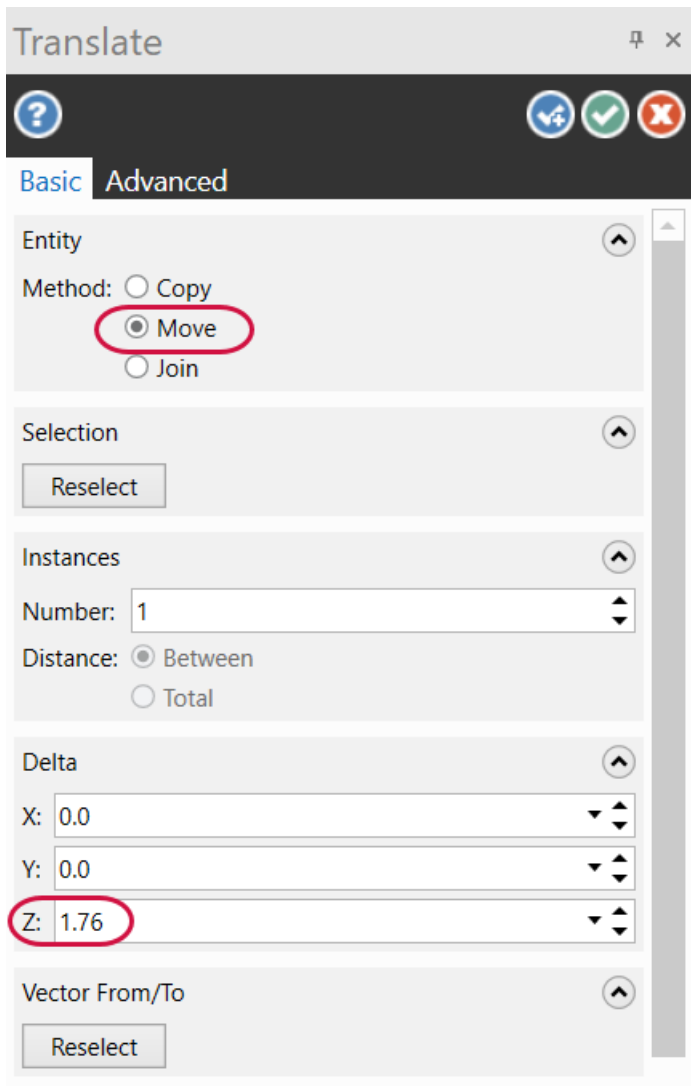 Translate
?
Basic Advanced
Entity
Method: Copy
Move
Join
Selection
Reselect
Instances
Number: 1
Distance: Between
Total
Delta
X: 0.0
Y: 0.0
Z: 1.76
Vector From/To
Reselect